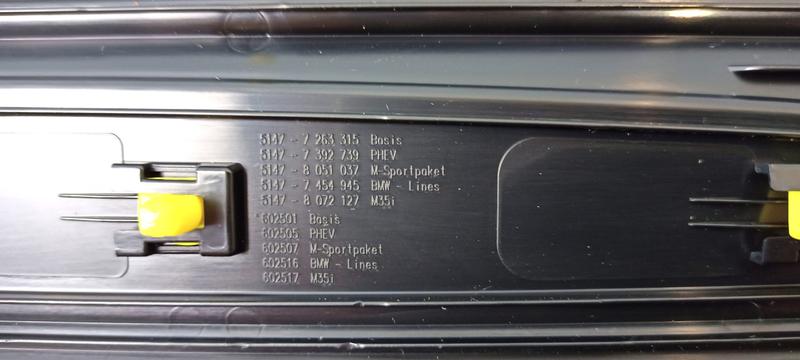 5147 - 7 263 315 Basis
5147 - 7 392 739 PHEV
5147 - 8 051 037 M-Sportpaket
5147 - 7 454 945 BMW - Lines
5147 - 8 072 127 M35i
602501 Basis
602505 PHEV
602507 M-Sportpaket
602516 BMW - Lines
602517 M35i